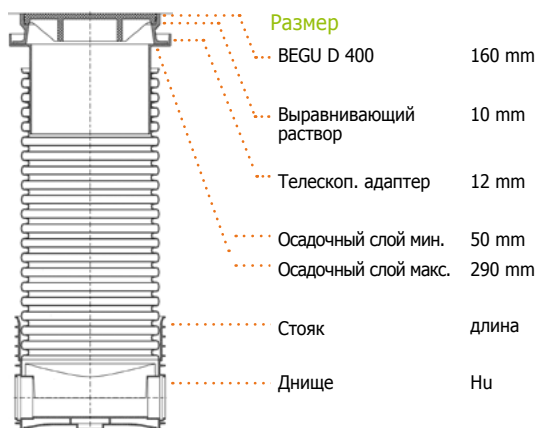 Размер
BEGU D 400 160 mm
Выравнивающий 10 mm
раствор
Телескоп. адаптер 12 mm
Осадочный слой мин. 50 mm
Осадочный слой макс. 290 mm
Стояк длина
Днище Hu